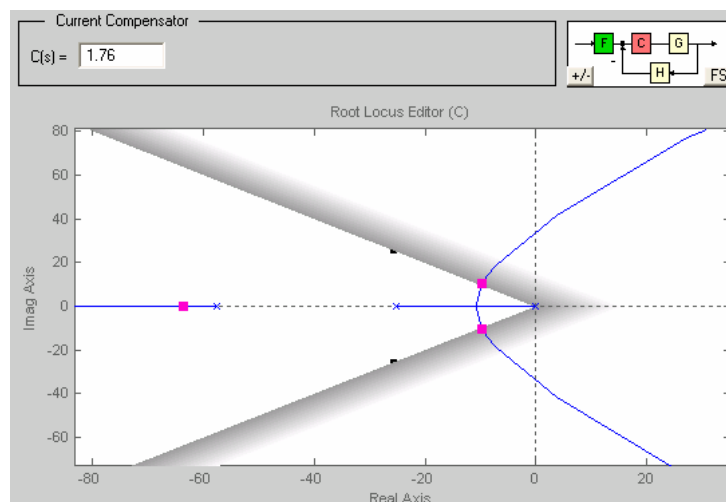 Current Compensator
C(s) = 1.76
F C G
H
-
+/- FS
Root Locus Editor (C)
80
60
40
20
0
-20
-40
-60
Imag Axis
-80 -60 -40 -20 0 20
Real Axis